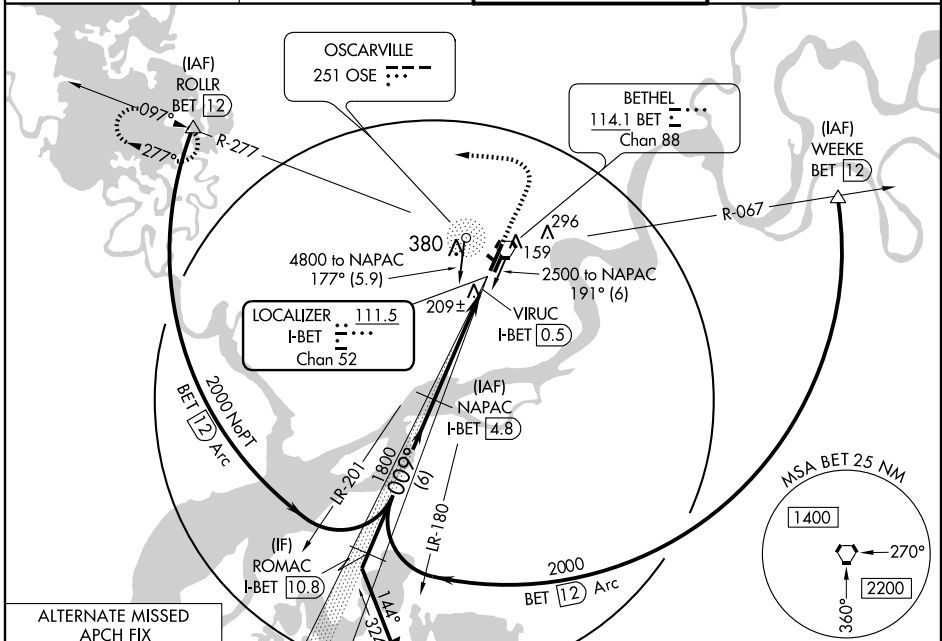 OSCARVILLE
251 OSE
(IAF)
ROLLR
BET 12
097°
277°
R-277
BETHEL
114.1 BET
Chan 88
(IAF)
WEEKE
BET 12
R-067
296
159
380
4800 to NAPAC
177° (5.9)
2500 to NAPAC
191° (6)
209±
VIRUC
I-BET 0.5
LOCALIZER 111.5
I-BET
Chan 52
(IAF)
NAPAC
I-BET 4.8
2000 NoPT
BET 12 Arc
LR-201
1800
009°
(6)
LR-180
(IF)
ROMAC
I-BET 10.8
144°
2000
BET 12 Arc
MSA BET 25 NM
1400
270°
2200
360°
ALTERNATE MISSED
APCH FIX